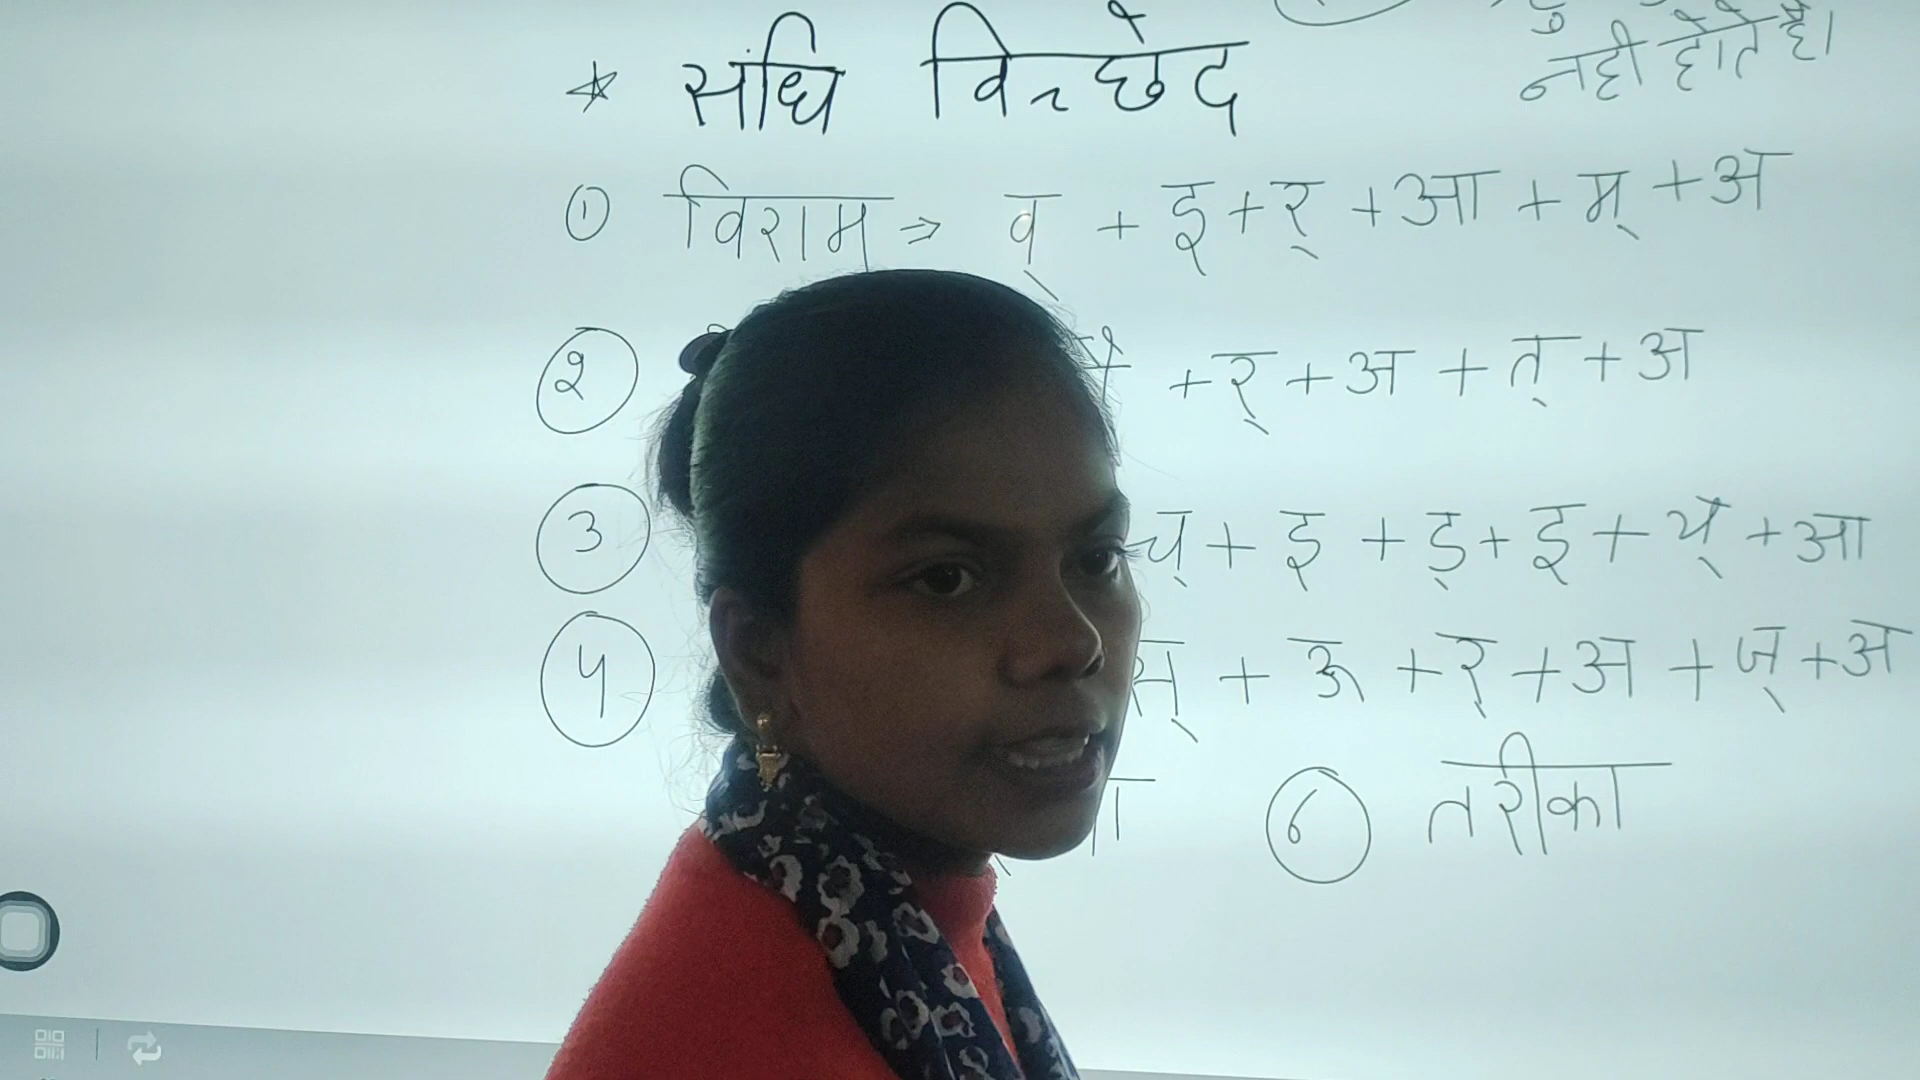 नही होते है।
* संधि विच्छेद
① विराम ⇒ व् + इ + र् + आ + म् + अ
② + र् + अ + त् + अ
③ च् + इ + ड़् + इ + य् + आ
④ स् + ऊ + र् + अ + ज् + अ
⑥ तरीका